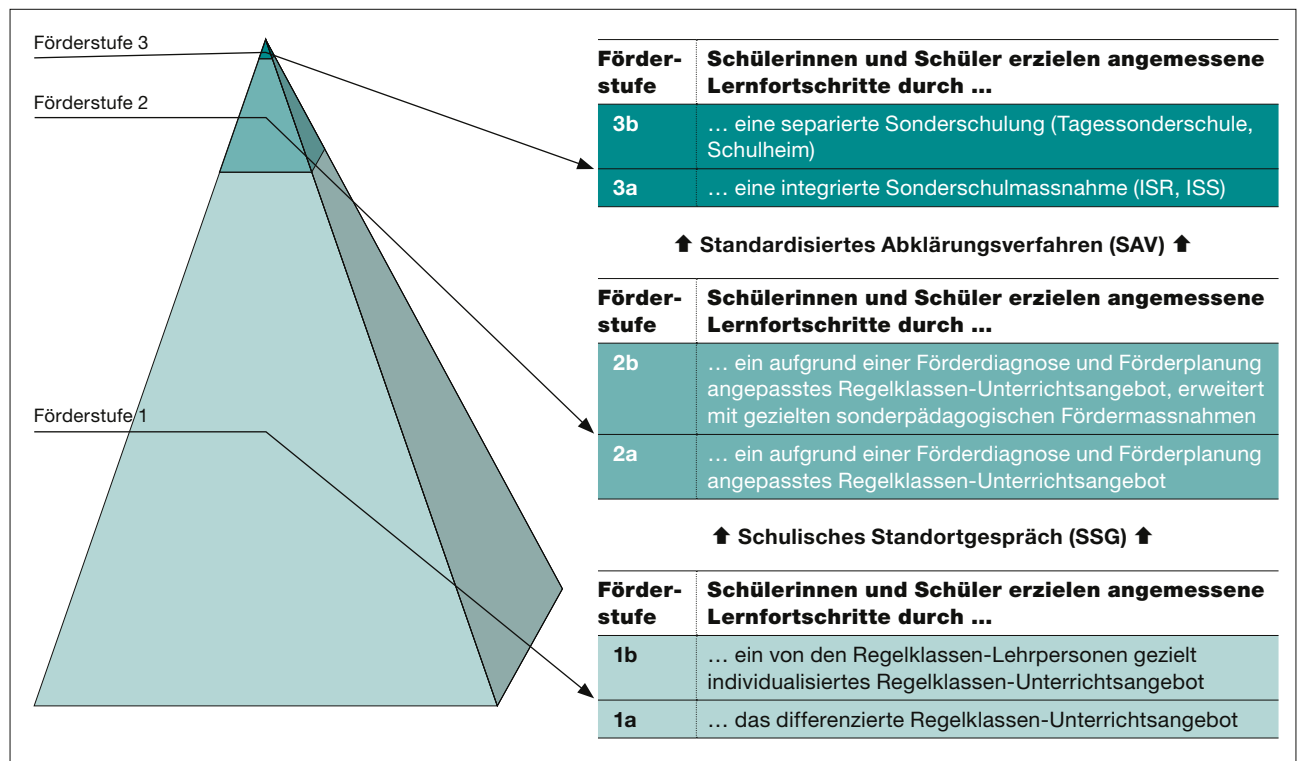 Förderstufe 3
Förderstufe 2
Förderstufe 1
Förder-
stufe
Schülerinnen und Schüler erzielen angemessene
Lernfortschritte durch ...
3b
… eine separierte Sonderschulung (Tagessonderschule,
Schulheim)
3a
… eine integrierte Sonderschulmassnahme (ISR, ISS)
⬆ Standardisiertes Abklärungsverfahren (SAV) ⬆
Förder-
stufe
Schülerinnen und Schüler erzielen angemessene
Lernfortschritte durch ...
2b
… ein aufgrund einer Förderdiagnose und Förderplanung
angepasstes Regelklassen-Unterrichtsangebot, erweitert
mit gezielten sonderpädagogischen Fördermassnahmen
2a
… ein aufgrund einer Förderdiagnose und Förderplanung
angepasstes Regelklassen-Unterrichtsangebot
⬆ Schulisches Standortgespräch (SSG) ⬆
Förder-
stufe
Schülerinnen und Schüler erzielen angemessene
Lernfortschritte durch ...
1b
… ein von den Regelklassen-Lehrpersonen gezielt
individualisiertes Regelklassen-Unterrichtsangebot
1a
… das differenzierte Regelklassen-Unterrichtsangebot